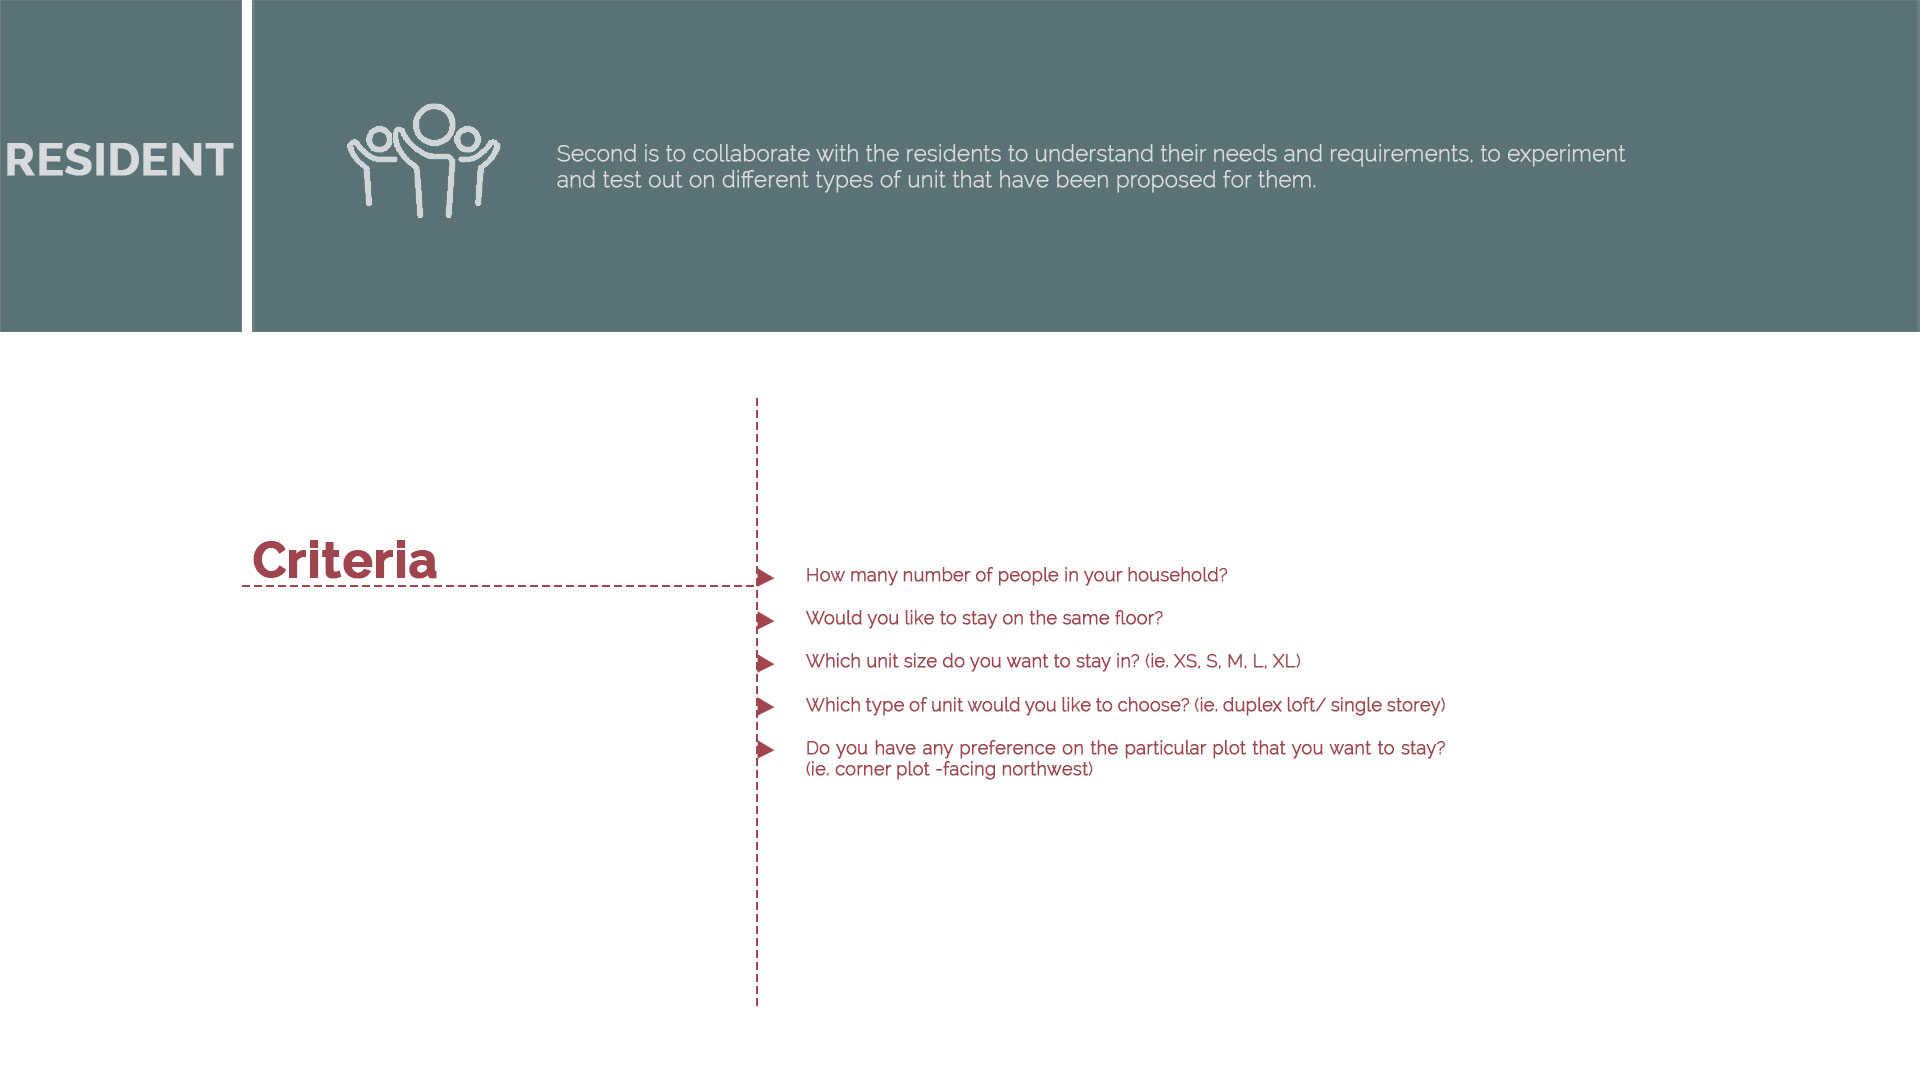 RESIDENT
Second is to collaborate with the residents to understand their needs and requirements, to experiment
and test out on different types of unit that have been proposed for them.
Criteria
How many number of people in your household?
Would you like to stay on the same floor?
Which unit size do you want to stay in? (ie. XS, S, M, L, XL)
Which type of unit would you like to choose? (ie. duplex loft/ single storey)
Do you have any preference on the particular plot that you want to stay?
(ie. corner plot -facing northwest)